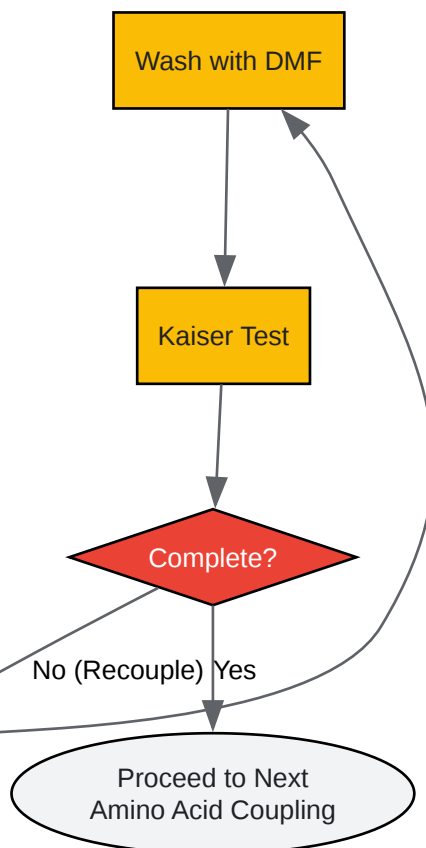 Wash with DMF
Kaiser Test
Complete?
No (Recouple)
Yes
Proceed to Next
Amino Acid Coupling